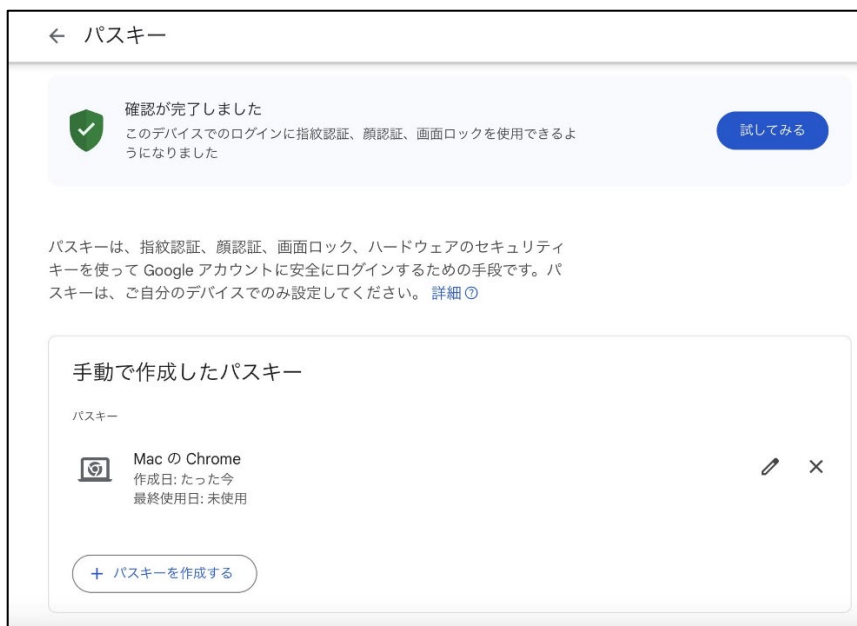 ← パスキー
確認が完了しました
このデバイスでのログインに指紋認証、顔認証、画面ロックを使用できるよ
うになりました
試してみる
パスキーは、指紋認証、顔認証、画面ロック、ハードウェアのセキュリティ
キーを使って Google アカウントに安全にログインするための手段です。パ
スキーは、ご自分のデバイスでのみ設定してください。 詳細
手動で作成したパスキー
パスキー
Mac の Chrome
作成日: たった今
最終使用日: 未使用
+ パスキーを作成する